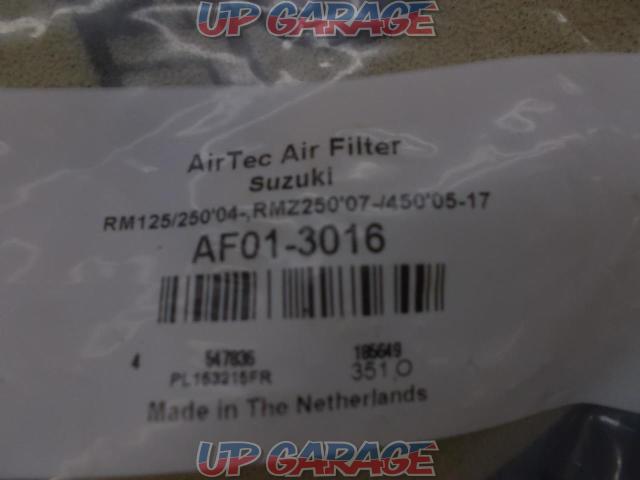 UP GARAGE
AirTec Air Filter
Suzuki
RM125/250'04-,RMZ250'07-/450'05-17
AF01-3016
4 547836 185649
PL153215FR 351,O
Made in The Netherlands
UP GARAGE